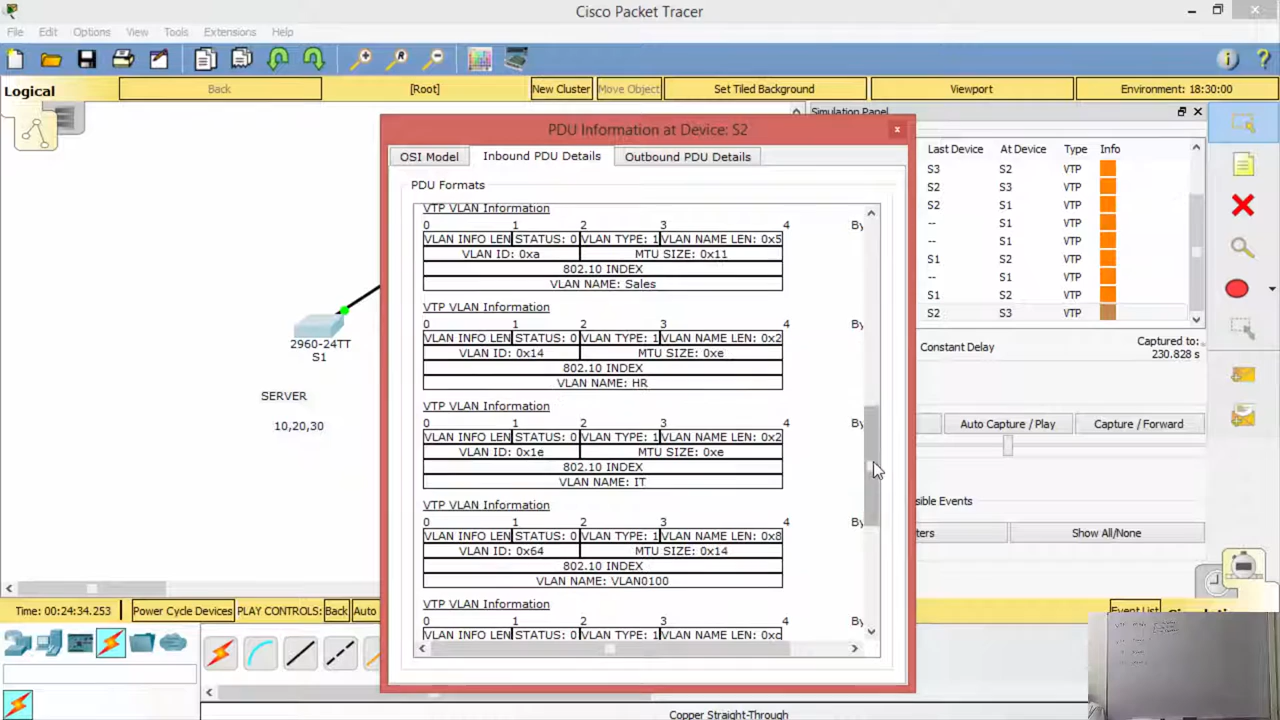 Cisco Packet Tracer
File Edit Options View Tools Extensions Help
Logical Back [Root] New Cluster Move Object Set Tiled Background Viewport Environment: 18:30:00
Simulation Panel
PDU Information at Device: S2
OSI Model Inbound PDU Details Outbound PDU Details
PDU Formats
VTP VLAN Information
0 1 2 3 4 By
VLAN INFO LEN STATUS: 0 VLAN TYPE: 1 VLAN NAME LEN: 0x5
VLAN ID: 0xa MTU SIZE: 0x11
802.10 INDEX
VLAN NAME: Sales
VTP VLAN Information
0 1 2 3 4 By
VLAN INFO LEN STATUS: 0 VLAN TYPE: 1 VLAN NAME LEN: 0x2
VLAN ID: 0x14 MTU SIZE: 0xe
802.10 INDEX
VLAN NAME: HR
VTP VLAN Information
0 1 2 3 4 By
VLAN INFO LEN STATUS: 0 VLAN TYPE: 1 VLAN NAME LEN: 0x2
VLAN ID: 0x1e MTU SIZE: 0xe
802.10 INDEX
VLAN NAME: IT
VTP VLAN Information
0 1 2 3 4 By
VLAN INFO LEN STATUS: 0 VLAN TYPE: 1 VLAN NAME LEN: 0x8
VLAN ID: 0x64 MTU SIZE: 0x14
802.10 INDEX
VLAN NAME: VLAN0100
VTP VLAN Information
0 1 2 3 4 By
VLAN INFO LEN STATUS: 0 VLAN TYPE: 1 VLAN NAME LEN: 0xc
2960-24TT
S1
SERVER
10,20,30
Last Device At Device Type Info
S3 S2 VTP
S2 S3 VTP
S2 S1 VTP
-- S1 VTP
-- S1 VTP
S1 S2 VTP
-- S1 VTP
S1 S2 VTP
S2 S3 VTP
Constant Delay Captured to:
230.828 s
Auto Capture / Play Capture / Forward
sible Events
ters Show All/None
Time: 00:24:34.253 Power Cycle Devices PLAY CONTROLS: Back Auto
Event List
Copper Straight-Through